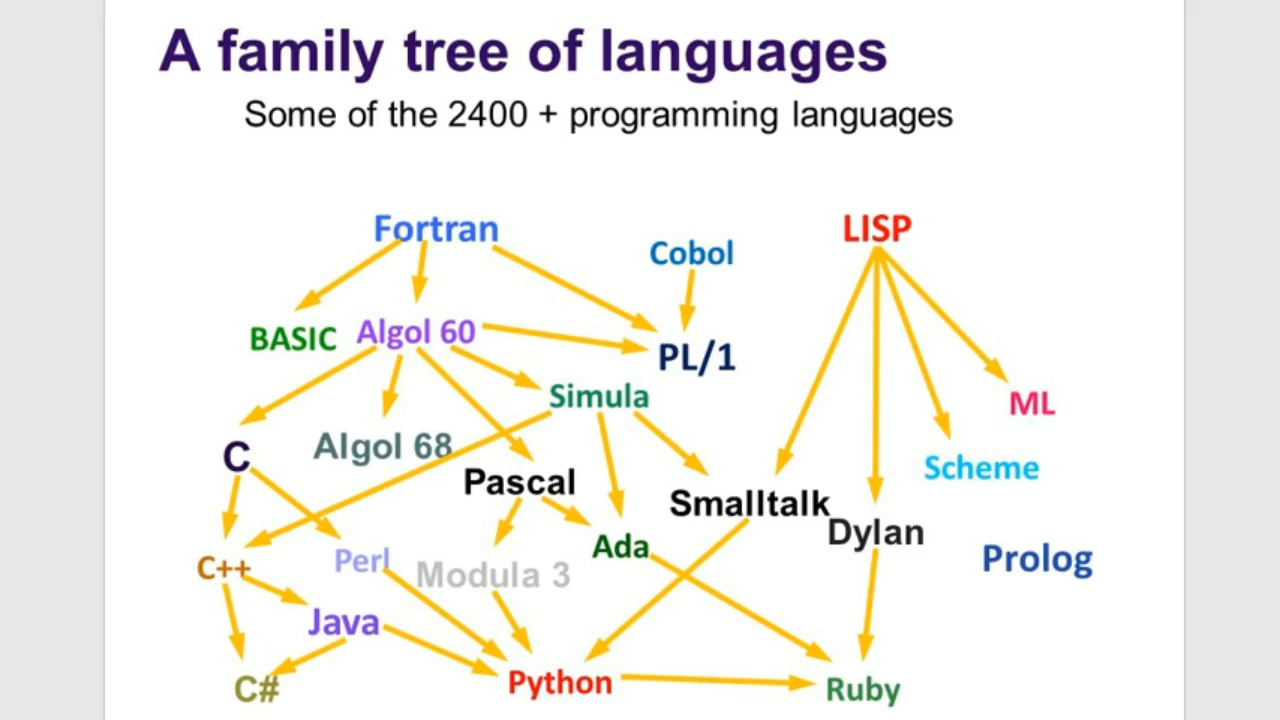 A family tree of languages
Some of the 2400 + programming languages
Fortran
LISP
Cobol
BASIC
Algol 60
PL/1
Simula
ML
C
Algol 68
Scheme
Pascal
Smalltalk
Dylan
Ada
Prolog
C++
Perl
Modula 3
Java
C#
Python
Ruby